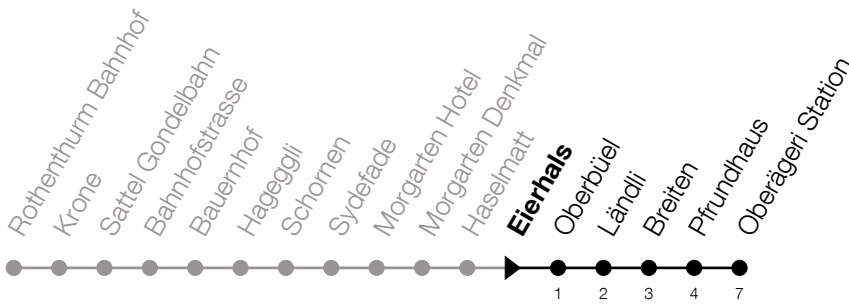 Rothenthurm Bahnhof
Krone
Sattel Gondelbahn
Bahnhofstrasse
Bauernhof
Hageggli
Schornen
Sydefade
Morgarten Hotel
Morgarten Denkmal
Haselmatt
Eierhals
Oberbüel
Ländli
Breiten
Pfrundhaus
Oberägeri Station
1 2 3 4 7